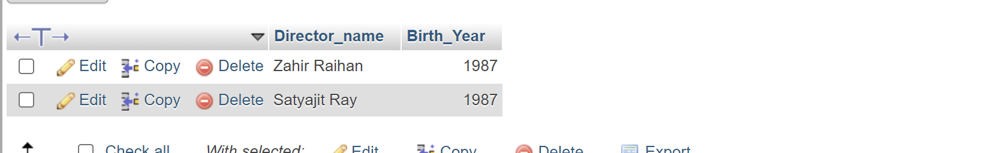 ←T→ ▼ Director_name Birth_Year
Edit Copy Delete Zahir Raihan 1987
Edit Copy Delete Satyajit Ray 1987
Check all With selected: Edit Copy Delete Export